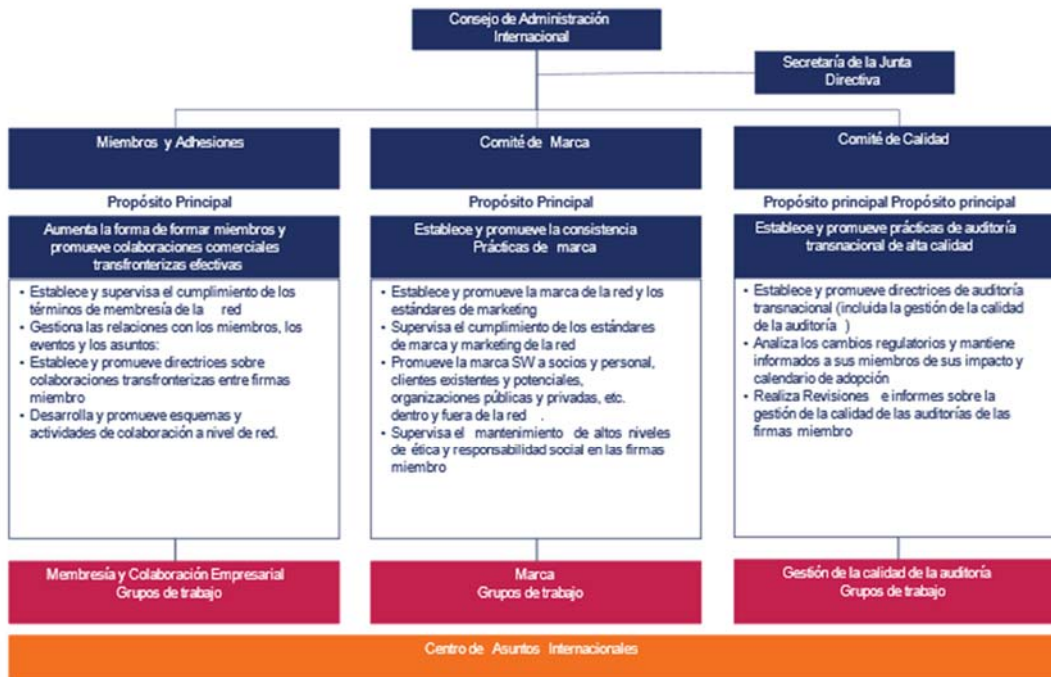 Consejo de Administración
Internacional
Secretaría de la Junta
Directiva
Miembros y Adhesiones
Comité de Marca
Comité de Calidad
Propósito Principal
Propósito Principal
Propósito principal Propósito principal
Aumenta la forma de formar miembros y
promueve colaboraciones comerciales
transfronterizas efectivas
• Establece y supervisa el cumplimiento de los
términos de membresía de la red
• Gestiona las relaciones con los miembros, los
eventos y los asuntos:
• Establece y promueve directrices sobre
colaboraciones transfronterizas entre firmas
miembro
• Desarrolla y promueve esquemas y
actividades de colaboración a nivel de red.
Establece y promueve la consistencia
Prácticas de marca
• Establece y promueve la marca de la red y los
estándares de marketing
• Supervisa el cumplimiento de los estándares
de marca y marketing de la red
• Promueve la marca SW a socios y personal,
clientes existentes y potenciales,
organizaciones públicas y privadas, etc.
dentro y fuera de la red .
• Supervisa el mantenimiento de altos niveles
de ética y responsabilidad social en las firmas
miembro
Establece y promueve prácticas de auditoría
transnacional de alta calidad
• Establece y promueve directrices de auditoría
transnacional (incluida la gestión de la calidad
de la auditoría )
• Analiza los cambios regulatorios y mantiene
informados a sus miembros de sus impacto y
calendario de adopción
• Realiza Revisiones e informes sobre la
gestión de la calidad de las auditorías de las
firmas miembro
Membresía y Colaboración Empresarial
Grupos de trabajo
Marca
Grupos de trabajo
Gestión de la calidad de la auditoría
Grupos de trabajo
Centro de Asuntos Internacionales